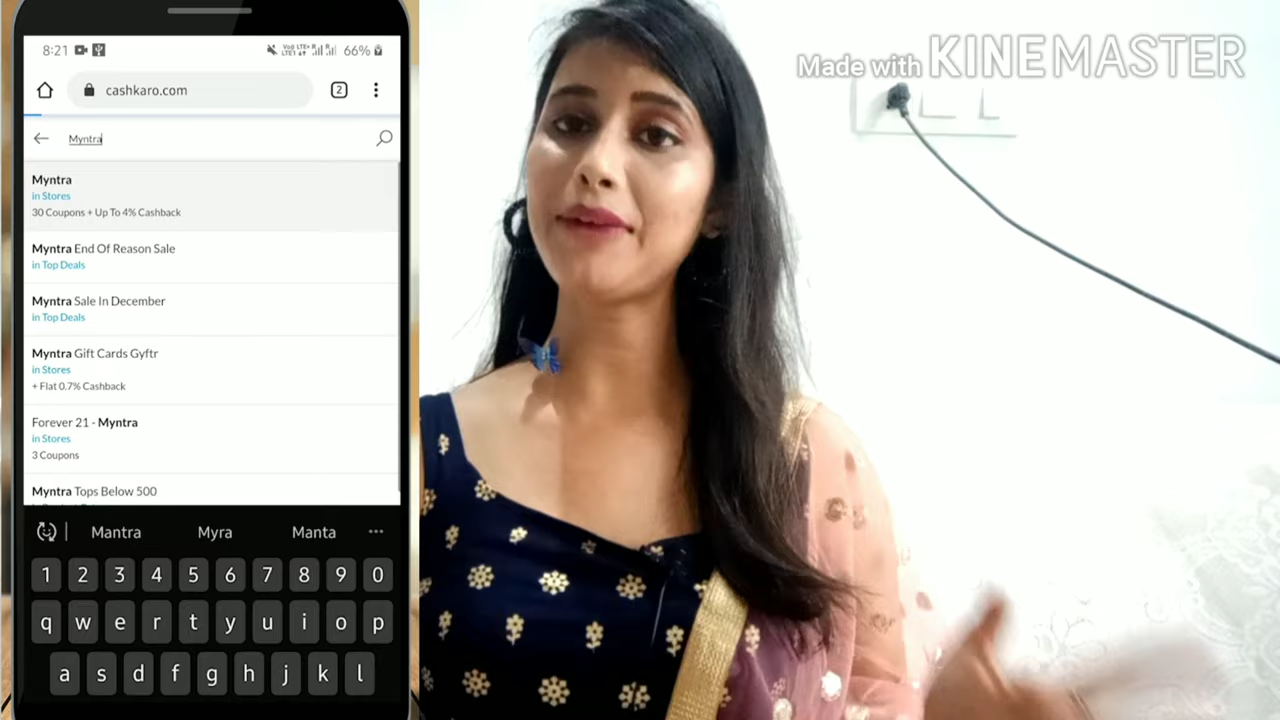 8:21
Vo) LTE+
LTE1
66%
cashkaro.com
2
Myntra
Myntra
in Stores
30 Coupons + Up To 4% Cashback
Myntra End Of Reason Sale
in Top Deals
Myntra Sale In December
in Top Deals
Myntra Gift Cards Gyftr
in Stores
+ Flat 0.7% Cashback
Forever 21 - Myntra
in Stores
3 Coupons
Myntra Tops Below 500
Mantra Myra Manta
1 2 3 4 5 6 7 8 9 0
q w e r t y u i o p
a s d f g h j k l
Made with KINEMASTER